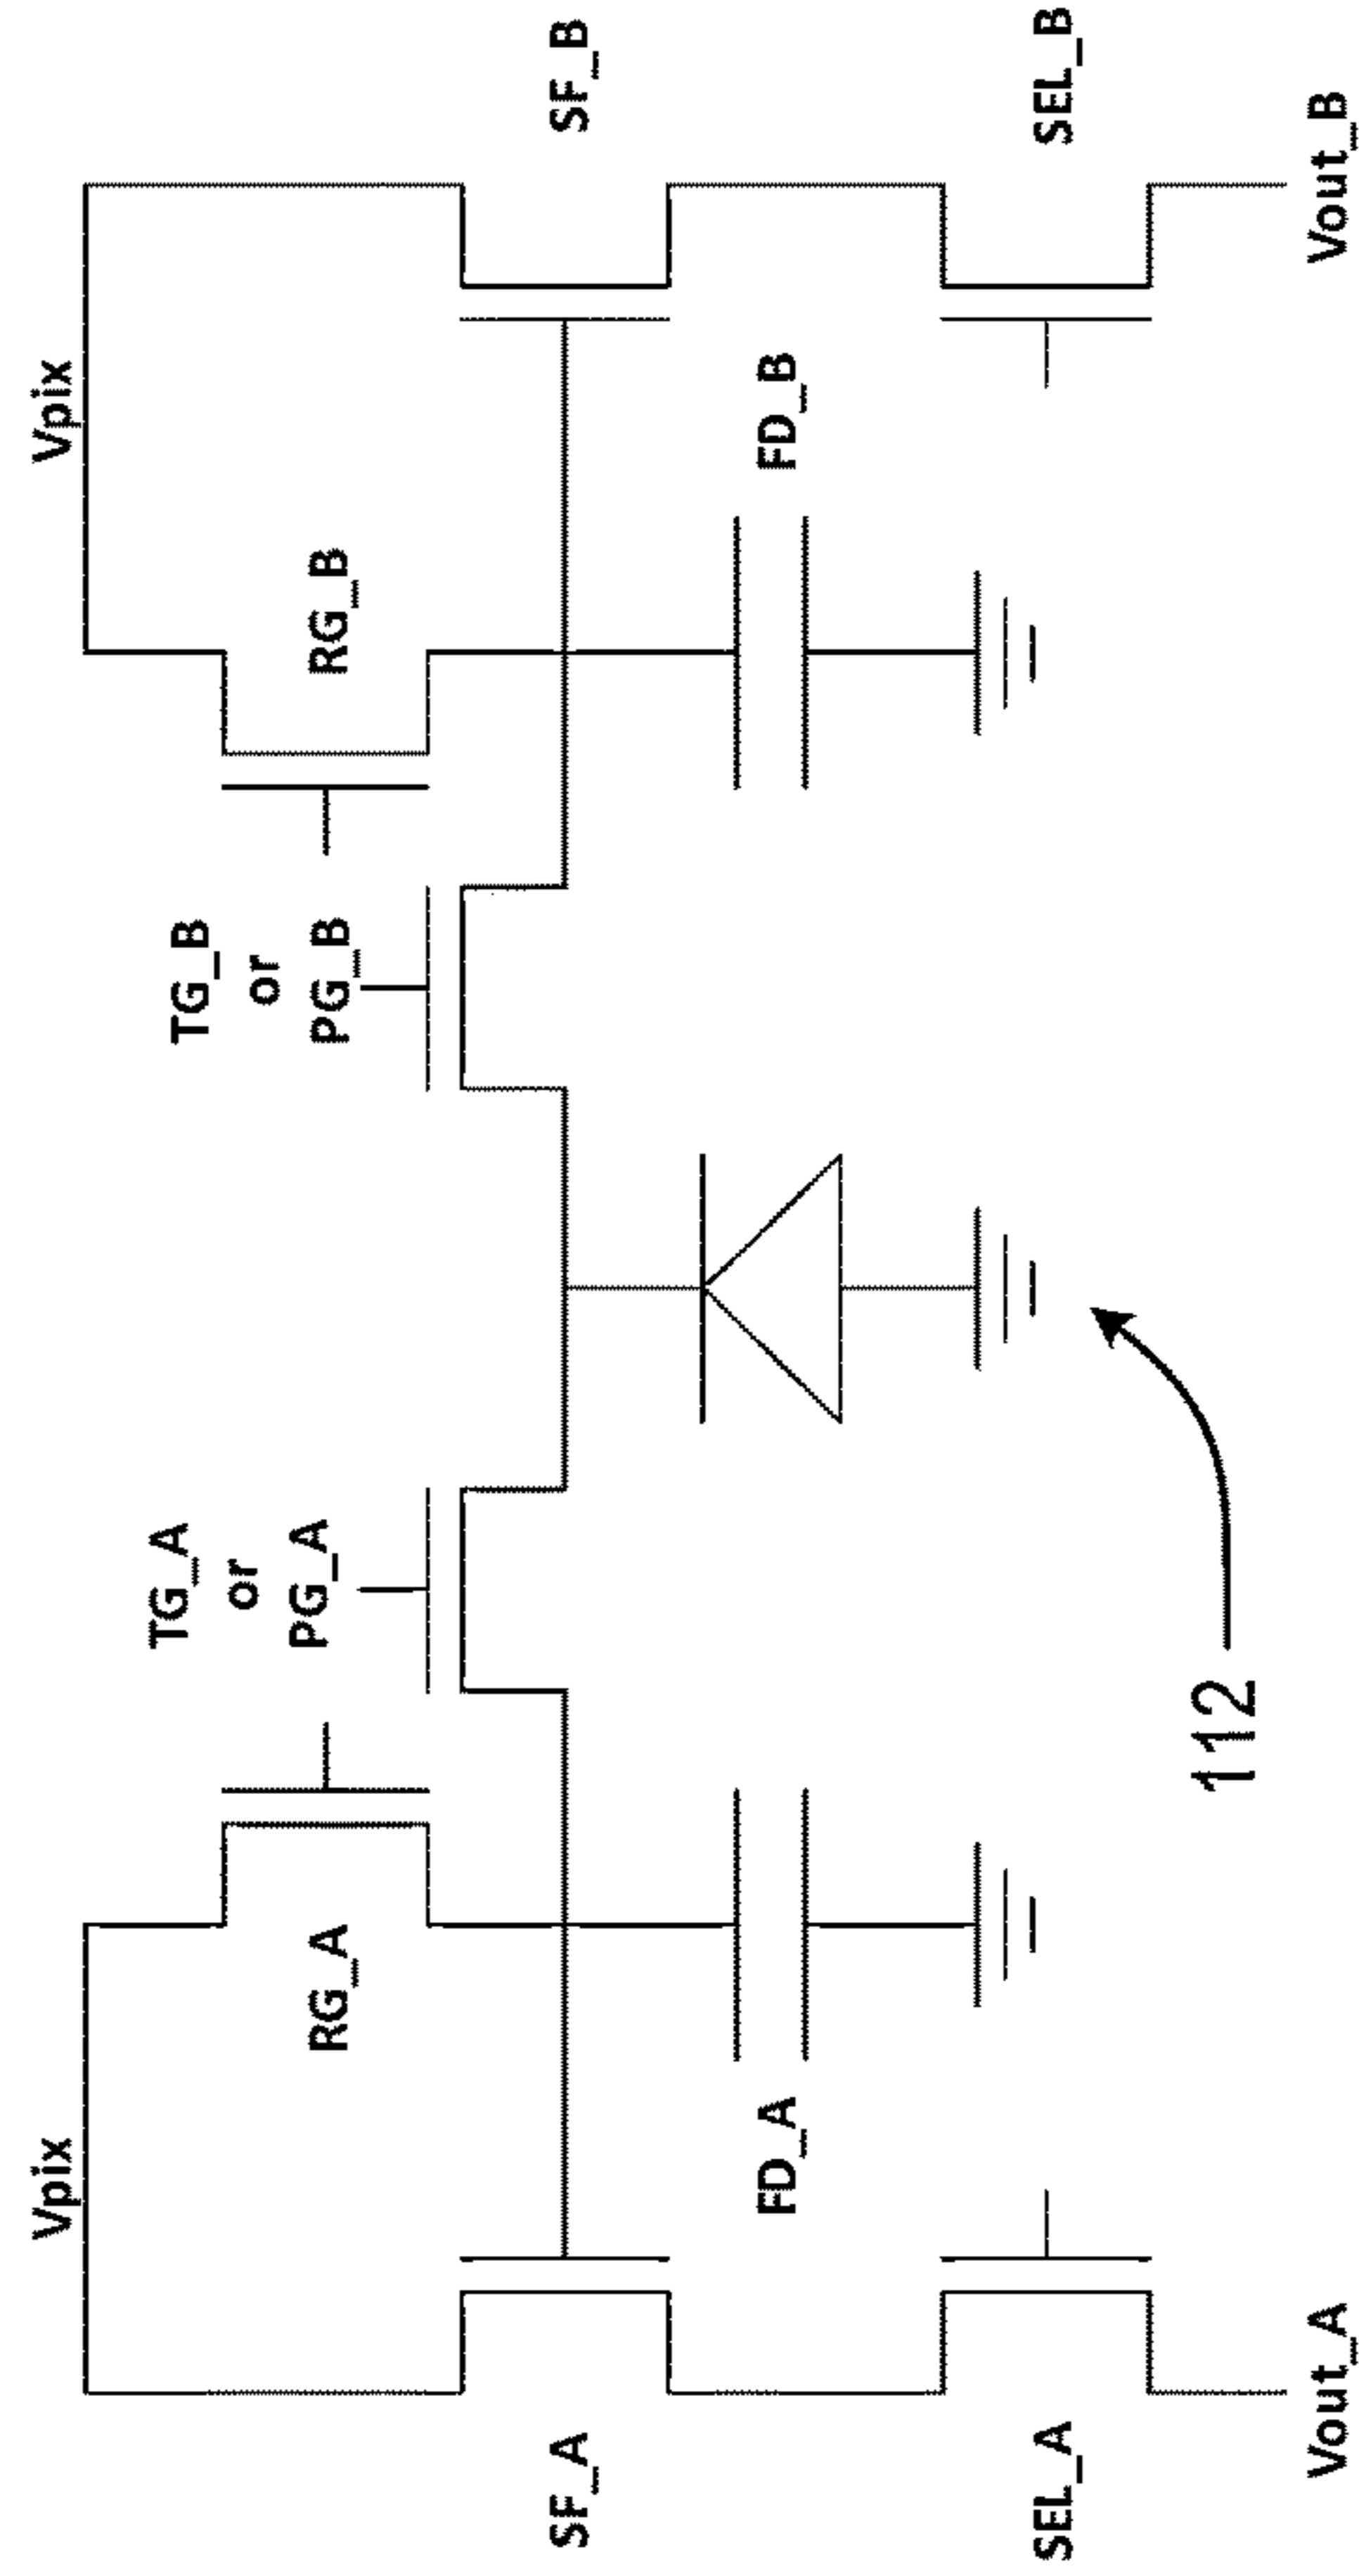 Vpix
Vpix
TG_A
or
PG_A
TG_B
or
PG_B
RG_A
RG_B
SF_A
SF_B
FD_A
FD_B
SEL_A
SEL_B
112
Vout_A
Vout_B